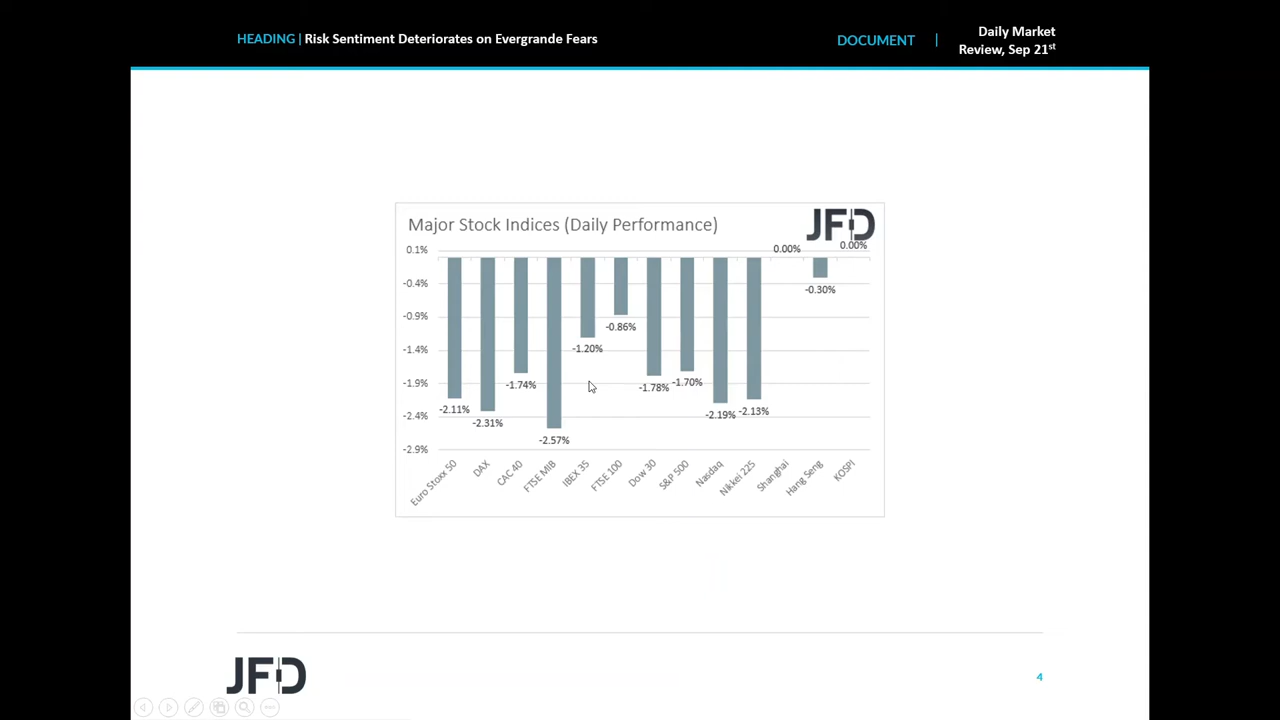 HEADING | Risk Sentiment Deteriorates on Evergrande Fears
DOCUMENT |
Daily Market
Review, Sep 21st
Major Stock Indices (Daily Performance)
JFD
0.1%
-0.4%
-0.9%
-1.4%
-1.9%
-2.4%
-2.9%
-2.11%
-2.31%
-1.74%
-2.57%
-1.20%
-0.86%
-1.78%
-1.70%
-2.19%
-2.13%
0.00%
-0.30%
0.00%
Euro Stoxx 50
DAX
CAC 40
FTSE MIB
IBEX 35
FTSE 100
Dow 30
S&P 500
Nasdaq
Nikkei 225
Shanghai
Hang Seng
KOSPI
JFD
4